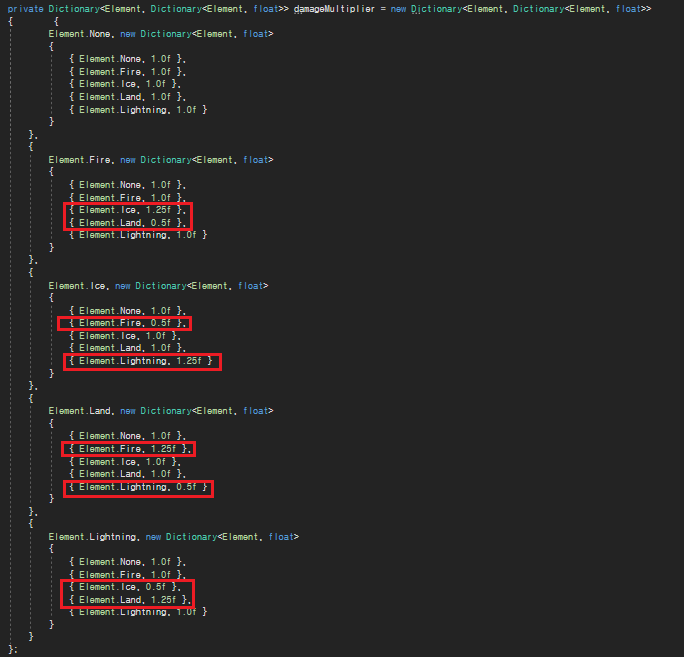 private Dictionary<Element, Dictionary<Element, float>> damageMultiplier = new Dictionary<Element, Dictionary<Element, float>>
{ {
Element.None, new Dictionary<Element, float>
{
{ Element.None, 1.0f },
{ Element.Fire, 1.0f },
{ Element.Ice, 1.0f },
{ Element.Land, 1.0f },
{ Element.Lightning, 1.0f }
}
},
{
Element.Fire, new Dictionary<Element, float>
{
{ Element.None, 1.0f },
{ Element.Fire, 1.0f },
{ Element.Ice, 1.25f },
{ Element.Land, 0.5f },
{ Element.Lightning, 1.0f }
}
},
{
Element.Ice, new Dictionary<Element, float>
{
{ Element.None, 1.0f },
{ Element.Fire, 0.5f },
{ Element.Ice, 1.0f },
{ Element.Land, 1.0f },
{ Element.Lightning, 1.25f }
}
},
{
Element.Land, new Dictionary<Element, float>
{
{ Element.None, 1.0f },
{ Element.Fire, 1.25f },
{ Element.Ice, 1.0f },
{ Element.Land, 1.0f },
{ Element.Lightning, 0.5f }
}
},
{
Element.Lightning, new Dictionary<Element, float>
{
{ Element.None, 1.0f },
{ Element.Fire, 1.0f },
{ Element.Ice, 0.5f },
{ Element.Land, 1.25f },
{ Element.Lightning, 1.0f }
}
}
};